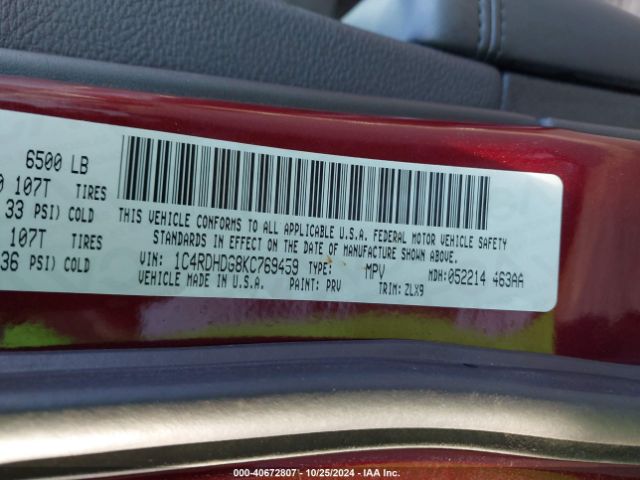 6500 LB
107T TIRES
33 PSI) COLD
107T TIRES
36 PSI) COLD
THIS VEHICLE CONFORMS TO ALL APPLICABLE U.S.A. FEDERAL MOTOR VEHICLE SAFETY
STANDARDS IN EFFECT ON THE DATE OF MANUFACTURE SHOWN ABOVE.
VIN: 1C4RDHDG8KC769459 TYPE: MPV MDH:052214 463AA
VEHICLE MADE IN U.S.A. PAINT: PRV TRIM: ZLX9
000-40672807 - 10/25/2024 - IAA Inc.